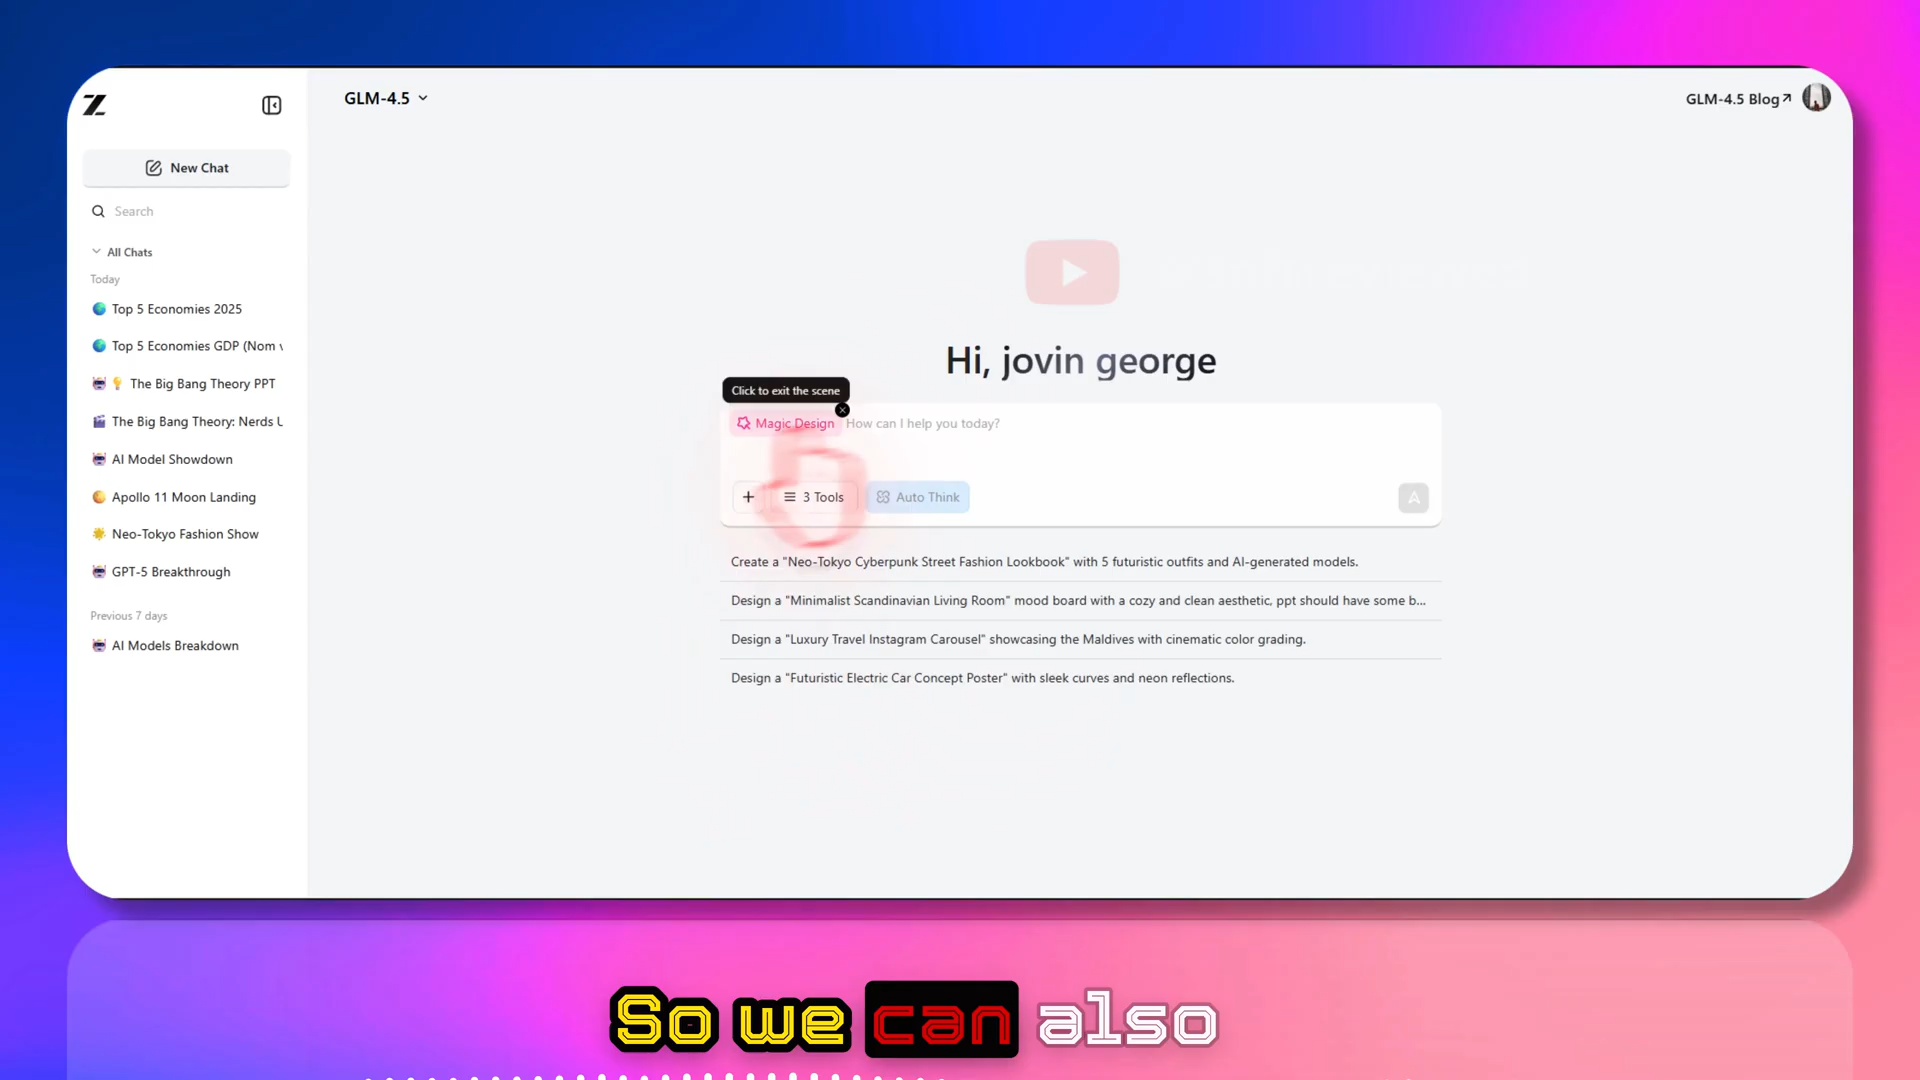 GLM-4.5
GLM-4.5 Blog
New Chat
Search
All Chats
Today
Top 5 Economies 2025
Top 5 Economies GDP (Nom v
The Big Bang Theory PPT
The Big Bang Theory: Nerds U
AI Model Showdown
Apollo 11 Moon Landing
Neo-Tokyo Fashion Show
GPT-5 Breakthrough
Previous 7 days
AI Models Breakdown
Hi, jovin george
Click to exit the scene
Magic Design How can I help you today?
3 Tools Auto Think
Create a "Neo-Tokyo Cyberpunk Street Fashion Lookbook" with 5 futuristic outfits and AI-generated models.
Design a "Minimalist Scandinavian Living Room" mood board with a cozy and clean aesthetic, ppt should have some b...
Design a "Luxury Travel Instagram Carousel" showcasing the Maldives with cinematic color grading.
Design a "Futuristic Electric Car Concept Poster" with sleek curves and neon reflections.
So we can also